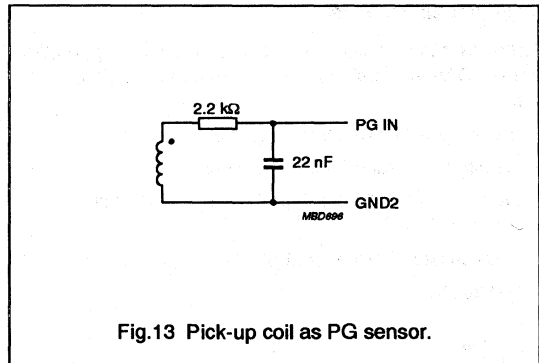 2.2 kΩ
PG IN
22 nF
GND2
MBD696
Fig.13 Pick-up coil as PG sensor.